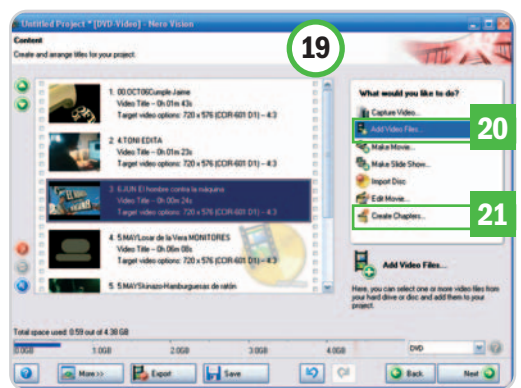 Untitled Project * [DVD-Video] - Nero Vision
Content
Create and arrange titles for your project.
19
1. 00.OCT06Cumple Jaime
Video Title - 0h 01m 43s
Target video options: 720 x 576 (CCIR-601 D1) - 4:3
2. 4.TONI EDITA
Video Title - 0h 01m 23s
Target video options: 720 x 576 (CCIR-601 D1) - 4:3
3. 6.JUN El hombre contra la máquina
Video Title - 0h 00m 24s
Target video options: 720 x 576 (CCIR-601 D1) - 4:3
4. 5.MAYLosar de la Vera MONITORES
Video Title - 0h 06m 08s
Target video options: 720 x 576 (CCIR-601 D1) - 4:3
5. 5.MAYSkinazo-Hamburguesas de ratón
What would you like to do?
Capture Video...
Add Video Files...
20
Make Movie...
Make Slide Show...
Import Disc
Edit Movie...
Create Chapters...
21
Add Video Files...
Here, you can select one or more video files from
your hard drive or disc and add them to your
project.
Total space used: 0.59 out of 4.38 GB
0.0GB 1.0GB 2.0GB 3.0GB 4.0GB DVD
More >> Export Save Back Next